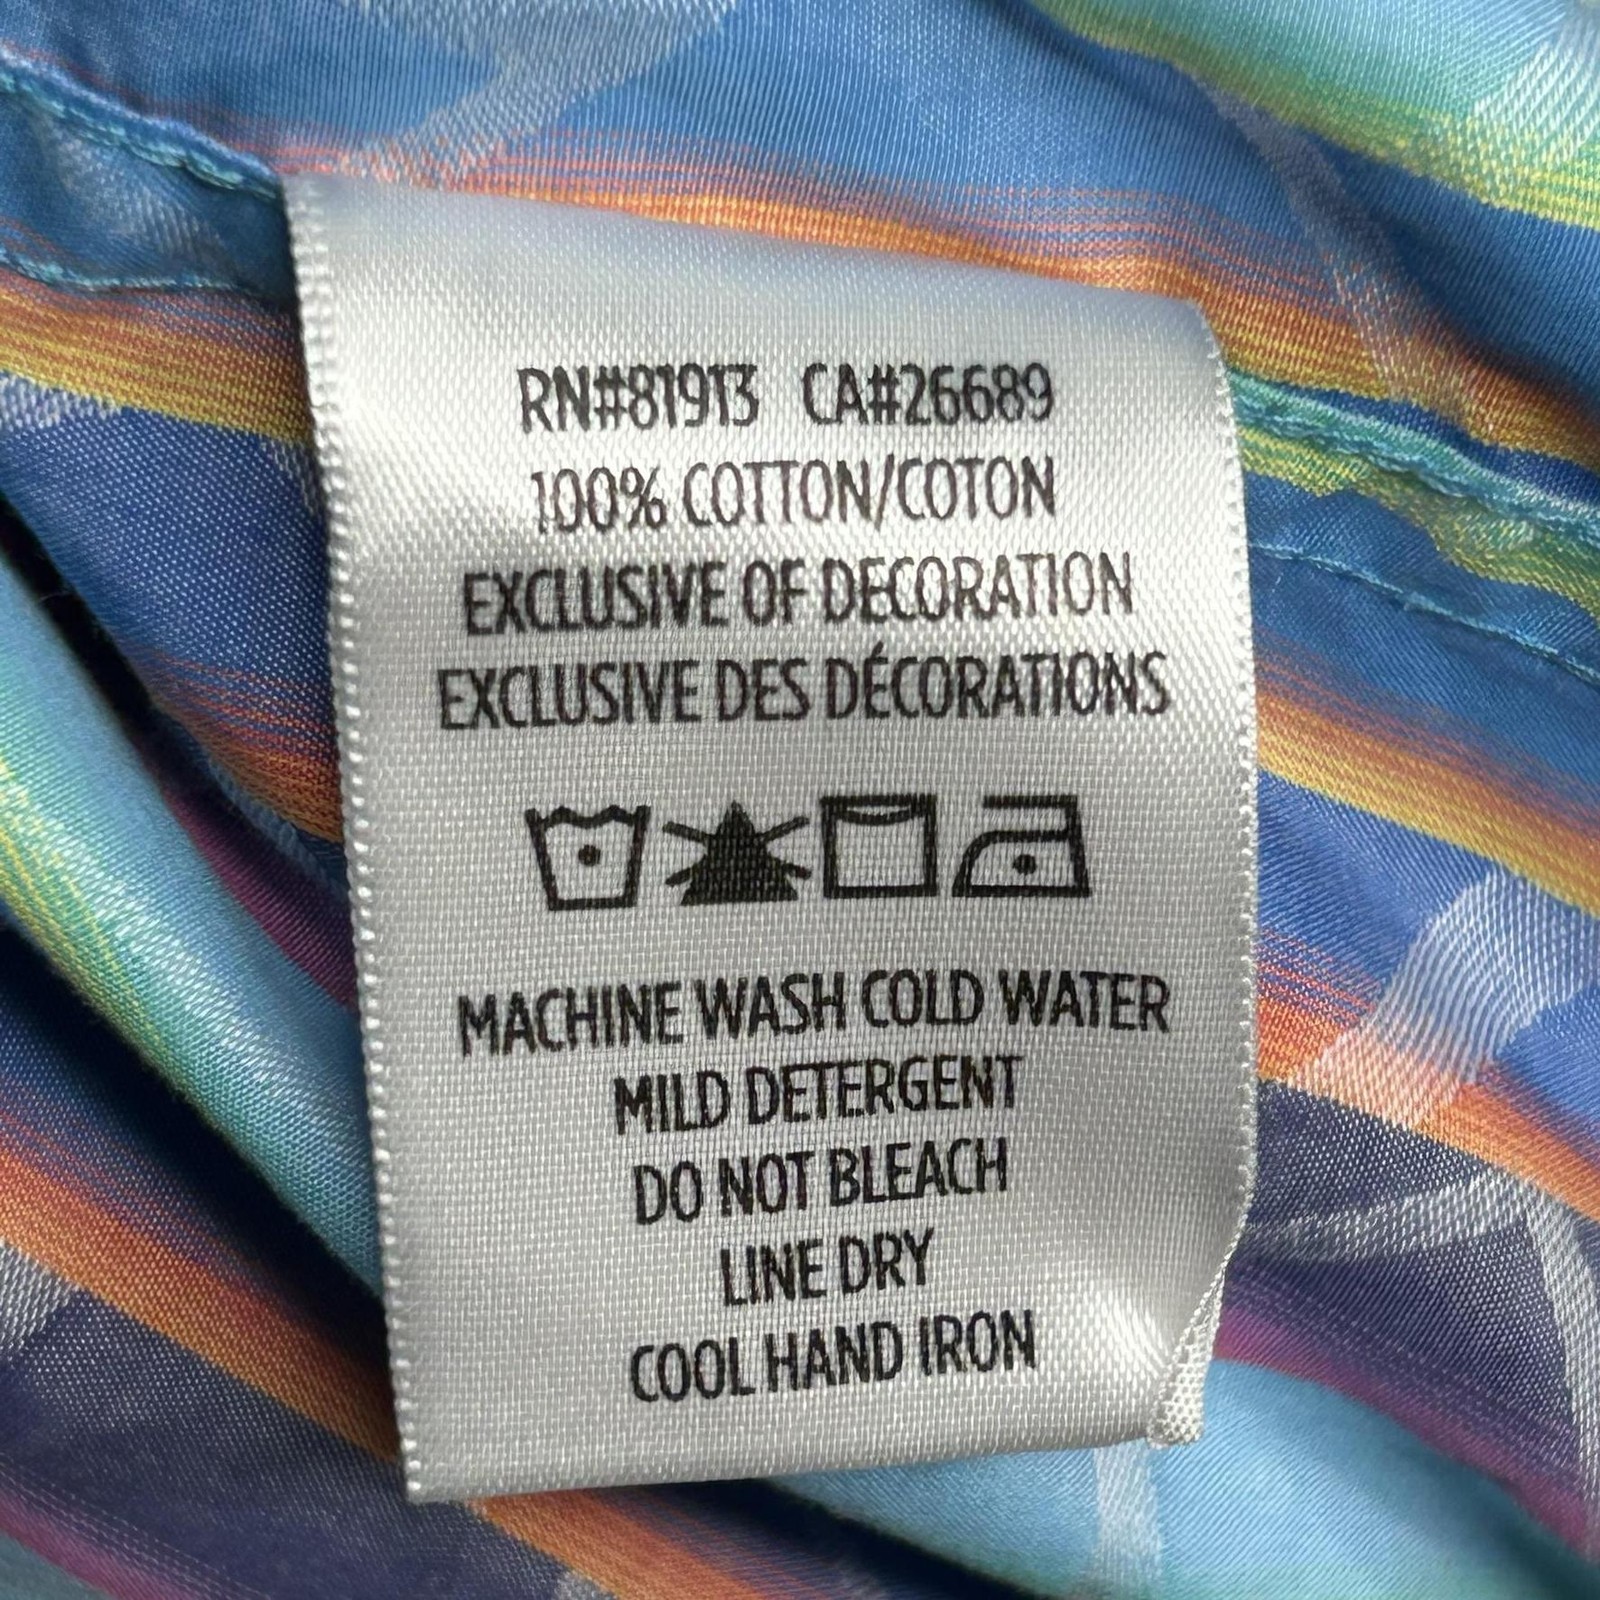 RN#81913 CA#26689
100% COTTON/COTON
EXCLUSIVE OF DECORATION
EXCLUSIVE DES DÉCORATIONS
MACHINE WASH COLD WATER
MILD DETERGENT
DO NOT BLEACH
LINE DRY
COOL HAND IRON